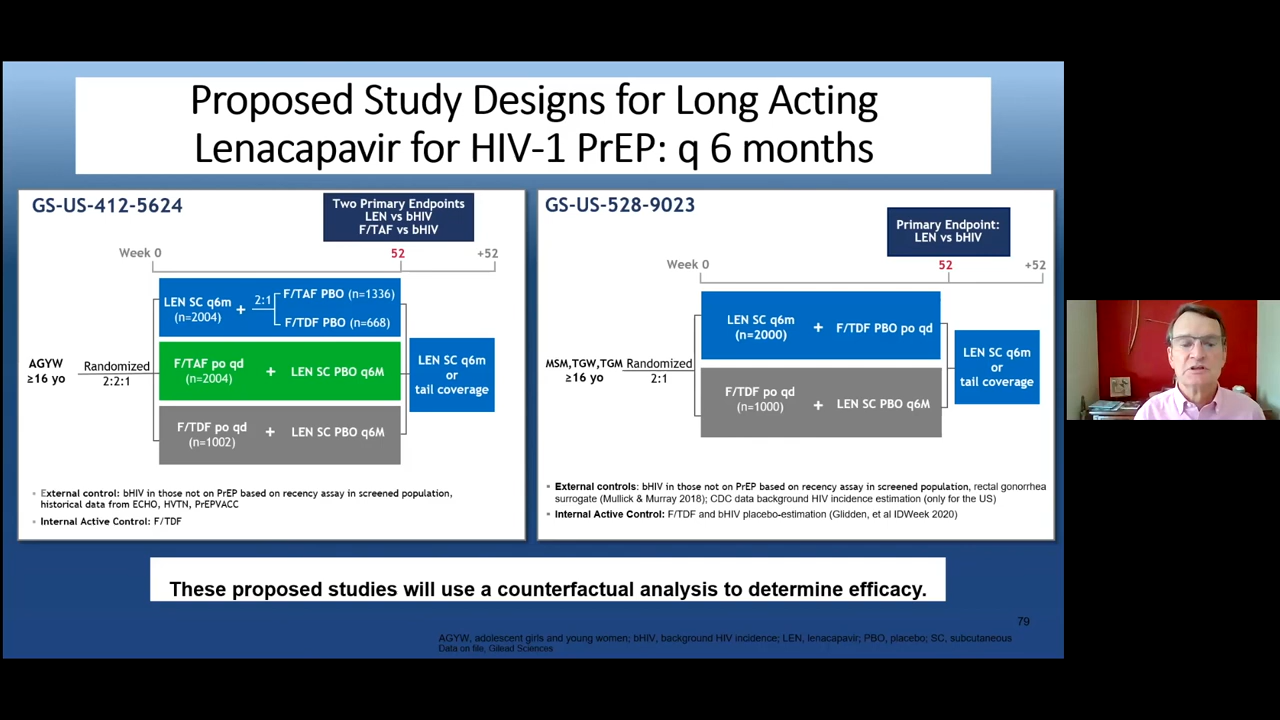 Proposed Study Designs for Long Acting
Lenacapavir for HIV-1 PrEP: q 6 months
GS-US-412-5624
Two Primary Endpoints
LEN vs bHIV
F/TAF vs bHIV
Week 0
52
+52
LEN SC q6m
(n=2004)
+
2:1
F/TAF PBO (n=1336)
F/TDF PBO (n=668)
AGYW
≥16 yo
Randomized
2:2:1
F/TAF po qd
(n=2004)
+
LEN SC PBO q6M
F/TDF po qd
(n=1002)
+
LEN SC PBO q6M
LEN SC q6m
or
tail coverage
▪ External control: bHIV in those not on PrEP based on recency assay in screened population,
historical data from ECHO, HVTN, PrEPVACC
▪ Internal Active Control: F/TDF
GS-US-528-9023
Primary Endpoint:
LEN vs bHIV
Week 0
52
+52
LEN SC q6m
(n=2000)
+
F/TDF PBO po qd
MSM,TGW,TGM
≥16 yo
Randomized
2:1
F/TDF po qd
(n=1000)
+
LEN SC PBO q6M
LEN SC q6m
or
tail coverage
▪ External controls: bHIV in those not on PrEP based on recency assay in screened population, rectal gonorrhea
surrogate (Mullick & Murray 2018); CDC data background HIV incidence estimation (only for the US)
▪ Internal Active Control: F/TDF and bHIV placebo-estimation (Glidden, et al IDWeek 2020)
These proposed studies will use a counterfactual analysis to determine efficacy.
79
AGYW, adolescent girls and young women; bHIV, background HIV incidence; LEN, lenacapavir; PBO, placebo; SC, subcutaneous
Data on file, Gilead Sciences